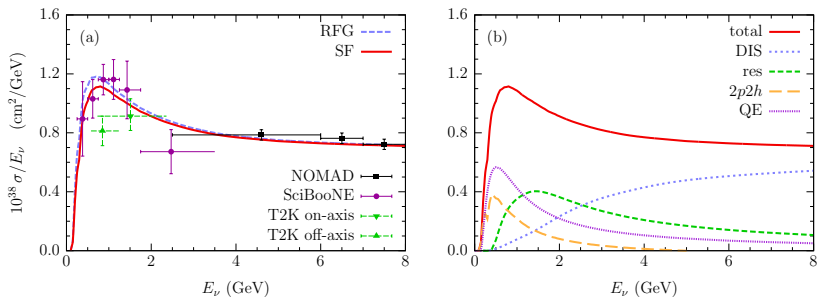 (a)
RFG
SF
NOMAD
SciBooNE
T2K on-axis
T2K off-axis
1.6
1.2
0.8
0.4
0.0
10^38 σ/E_ν (cm²/GeV)
0 2 4 6 8
E_ν (GeV)
(b)
total
DIS
res
2p2h
QE
1.6
1.2
0.8
0.4
0.0
0 2 4 6 8
E_ν (GeV)